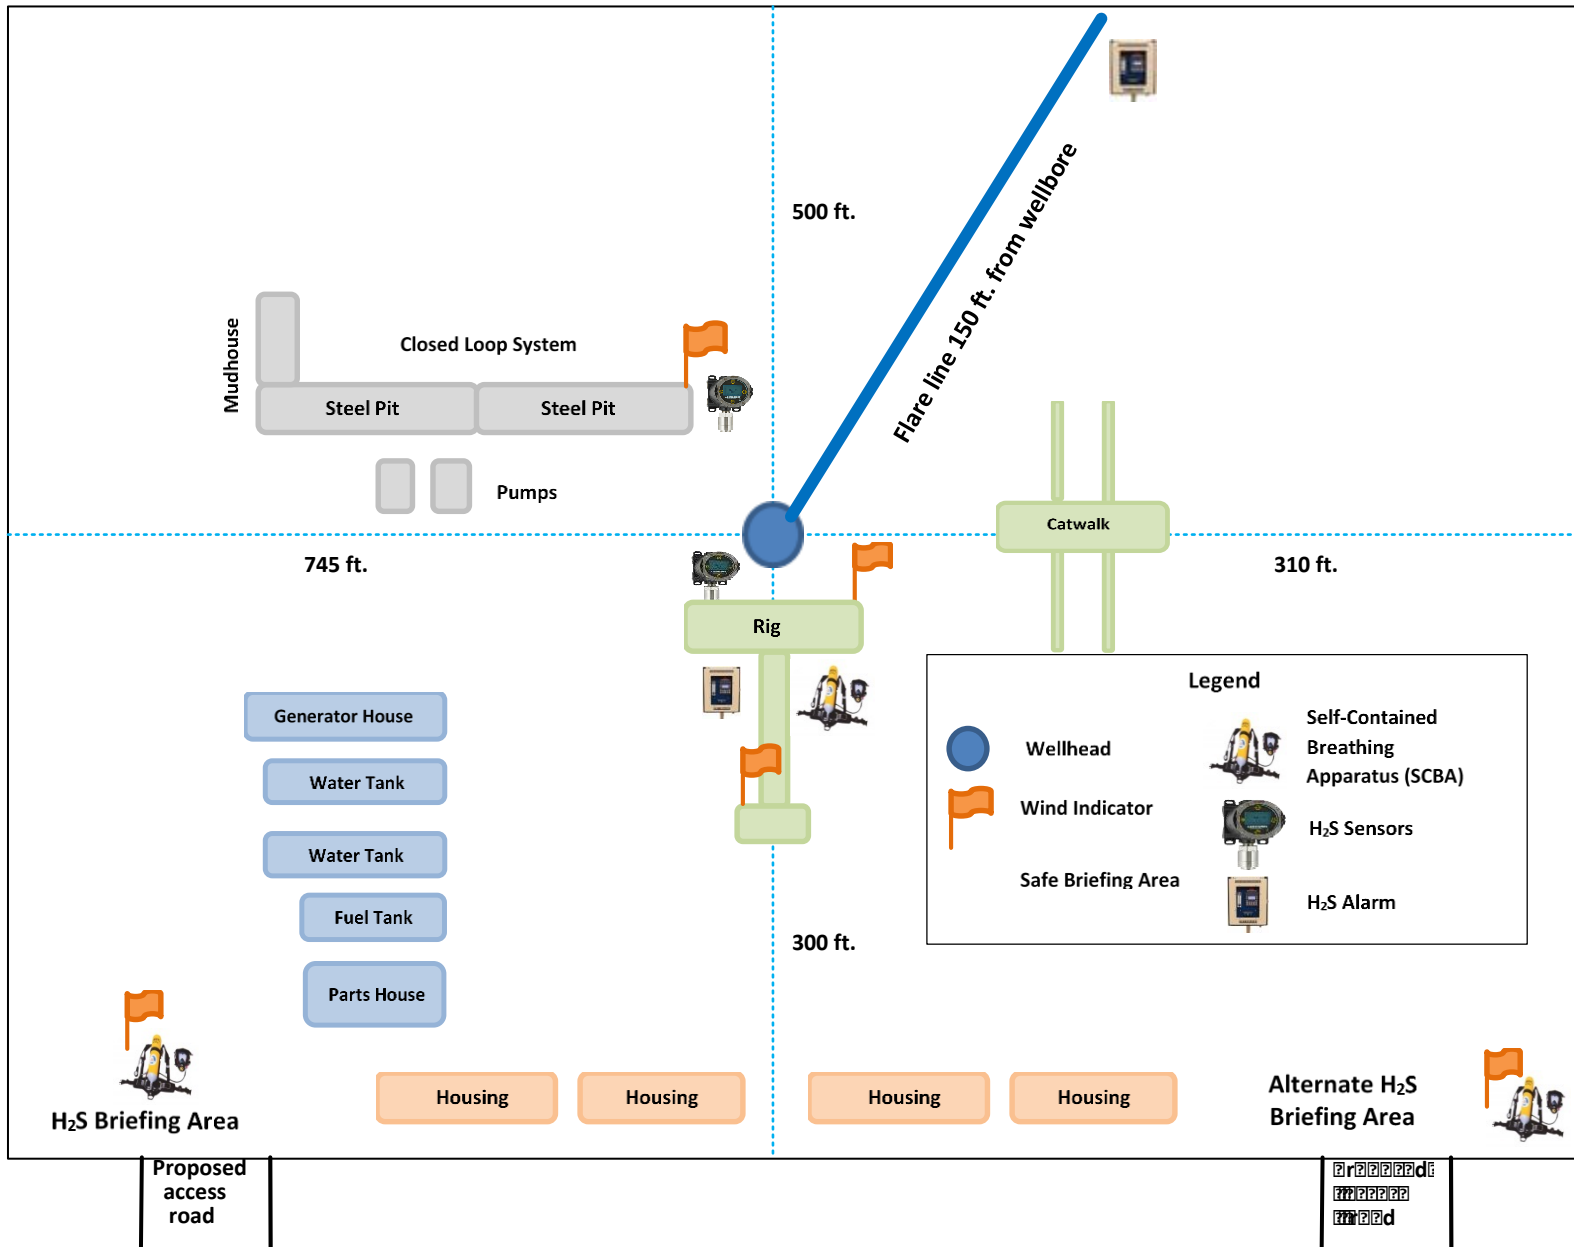 500 ft.
Flare line 150 ft. from wellbore
Mudhouse
Closed Loop System
Steel Pit
Steel Pit
Pumps
Catwalk
745 ft.
310 ft.
Rig
Legend
Wellhead
Wind Indicator
Safe Briefing Area
Self-Contained
Breathing
Apparatus (SCBA)
H₂S Sensors
H₂S Alarm
Generator House
Water Tank
Water Tank
Fuel Tank
Parts House
300 ft.
Housing
Housing
Housing
Housing
H₂S Briefing Area
Alternate H₂S
Briefing Area
Proposed
access
road